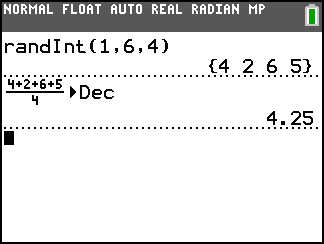 NORMAL FLOAT AUTO REAL RADIAN MP
randInt(1,6,4)
{4 2 6 5}
4+2+6+5
4
▸Dec
4.25